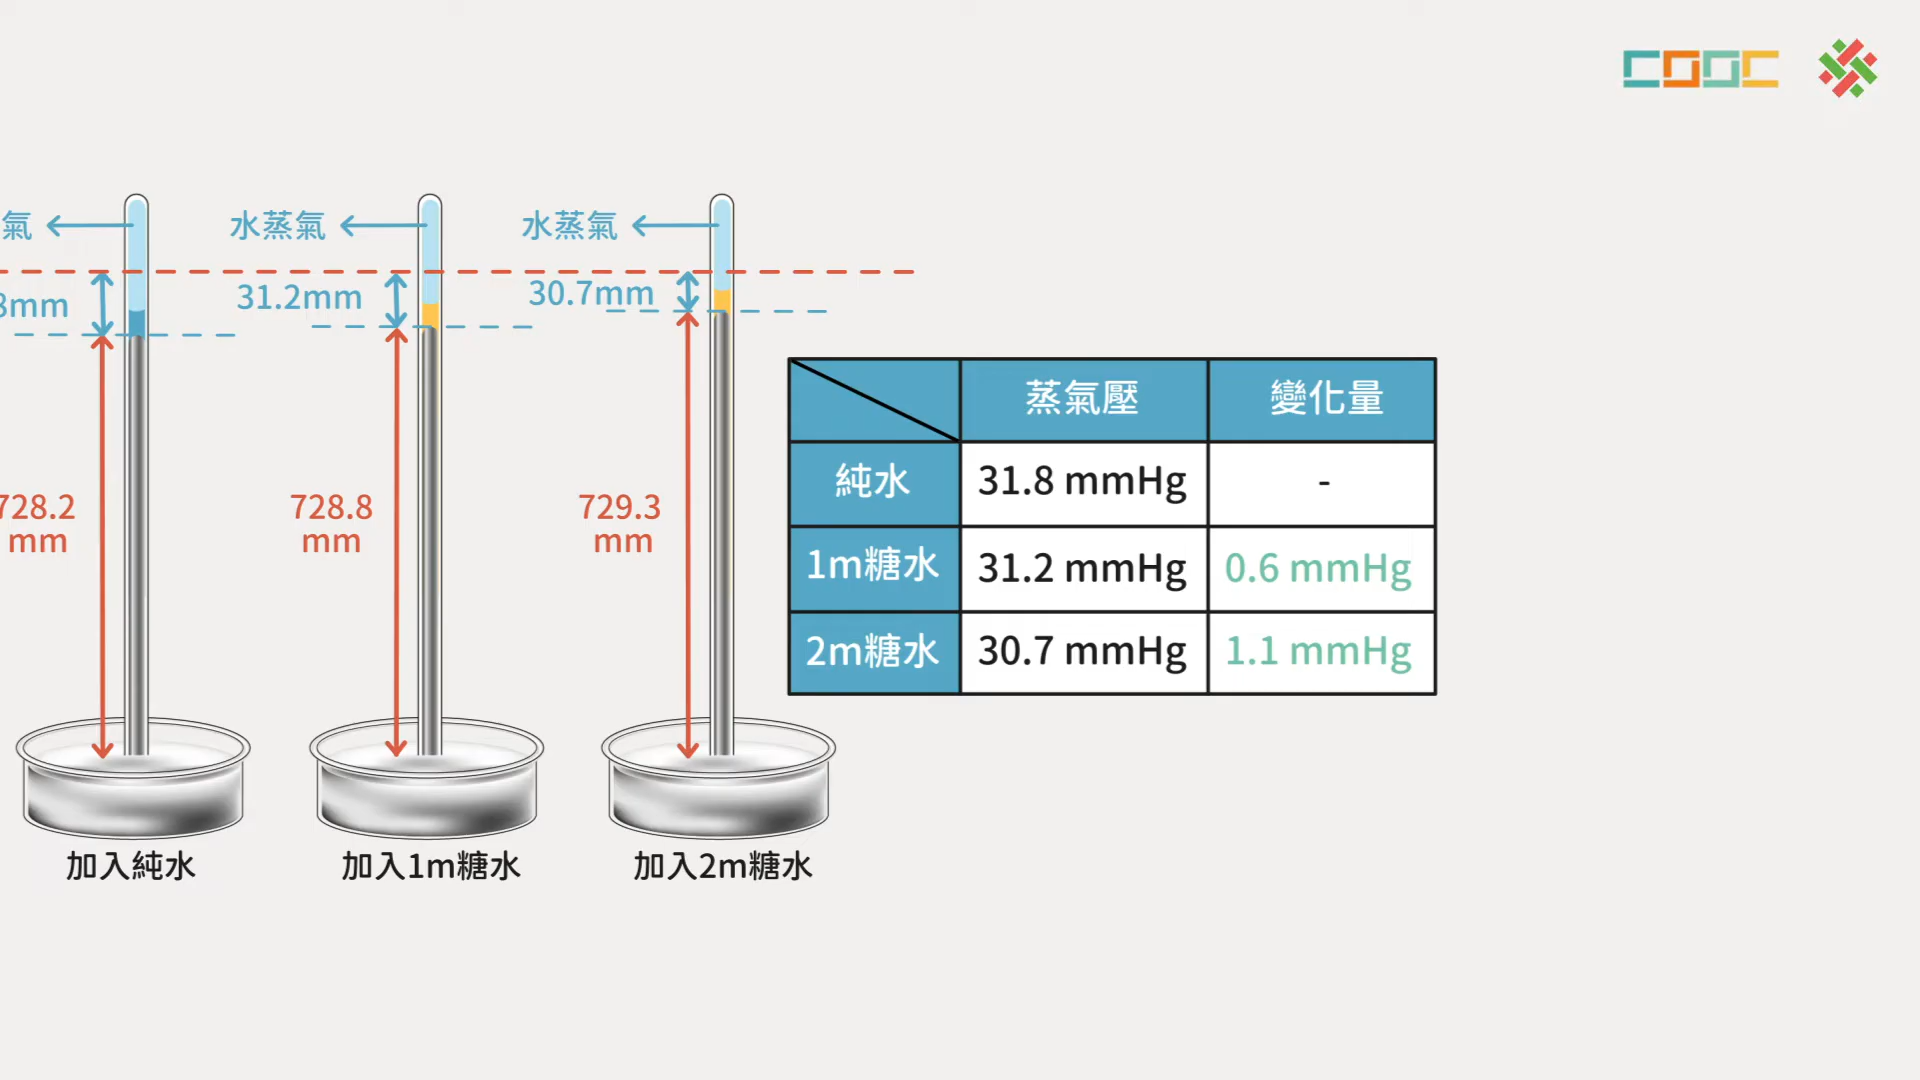 COOC
氣
水蒸氣
水蒸氣
3mm
31.2mm
30.7mm
728.2
mm
728.8
mm
729.3
mm
蒸氣壓
變化量
純水
31.8 mmHg
-
1m糖水
31.2 mmHg
0.6 mmHg
2m糖水
30.7 mmHg
1.1 mmHg
加入純水
加入1m糖水
加入2m糖水